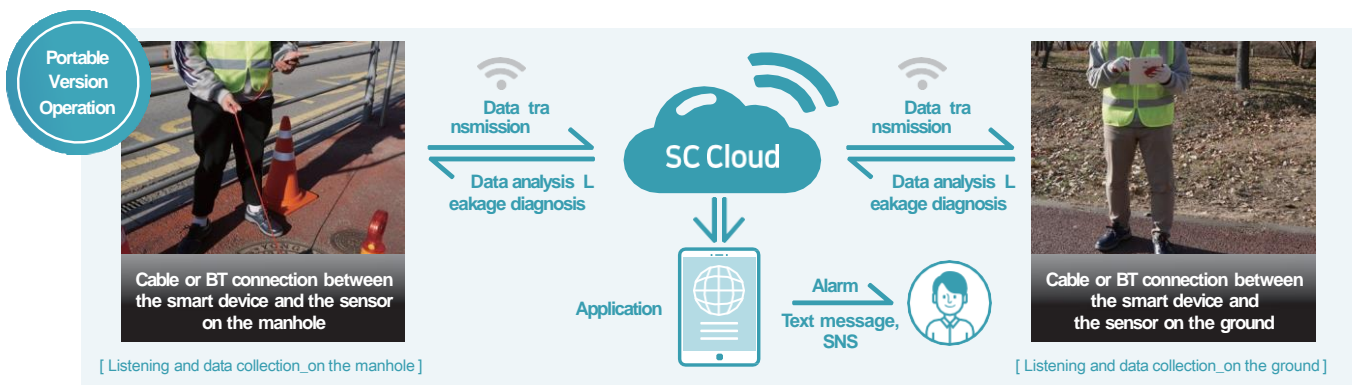 Portable
Version
Operation
Data tra
nsmission
Data analysis L
eakage diagnosis
Cable or BT connection between
the smart device and the sensor
on the manhole
[ Listening and data collection_on the manhole ]
SC Cloud
Application
Alarm
Text message,
SNS
Data tra
nsmission
Data analysis L
eakage diagnosis
Cable or BT connection between
the smart device and
the sensor on the ground
[ Listening and data collection_on the ground ]